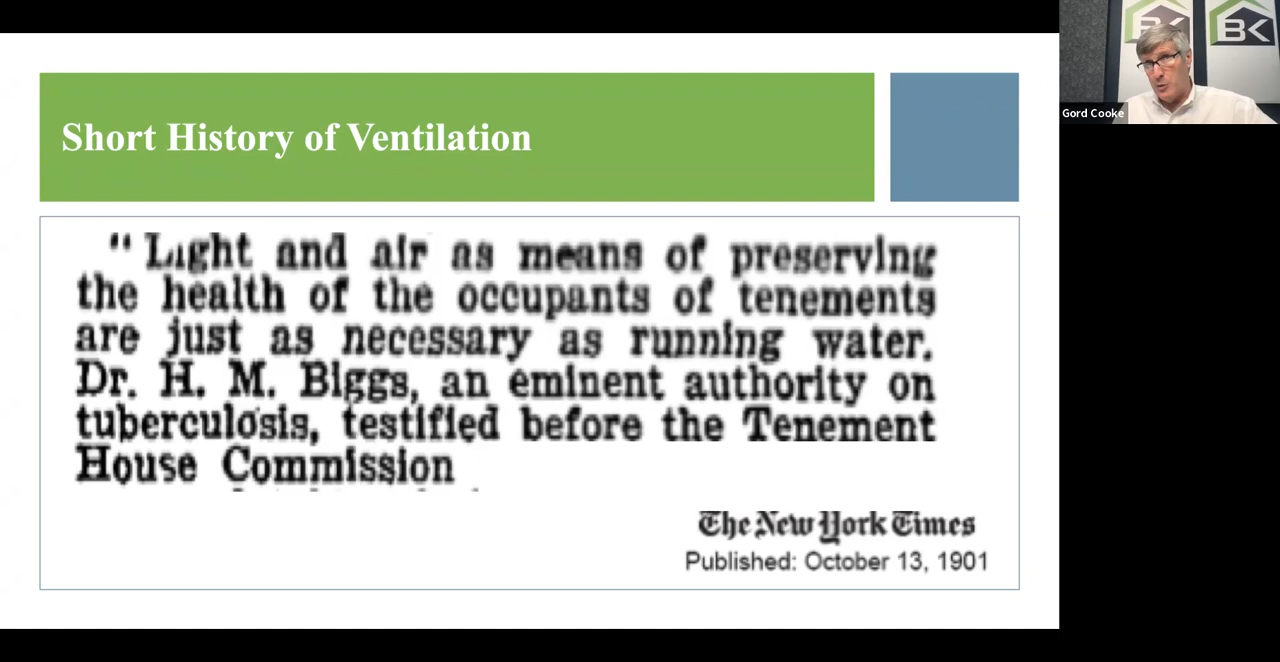 Short History of Ventilation
" Light and air as means of preserving
the health of the occupants of tenements
are just as necessary as running water.
Dr. H. M. Biggs, an eminent authority on
tuberculosis, testified before the Tenement
House Commission
The New York Times
Published: October 13, 1901
BK
BK
Gord Cooke